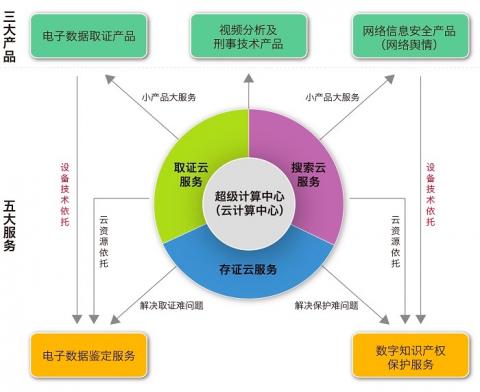 三大产品
电子数据取证产品
视频分析及
刑事技术产品
网络信息安全产品
（网络舆情）
小产品大服务
小产品大服务
设备技术依托
设备技术依托
取证云
服务
搜索云
服务
超级计算中心
（云计算中心）
存证云服务
五大服务
云资源依托
云资源依托
解决取证难问题
解决保护难问题
电子数据鉴定服务
数字知识产权
保护服务